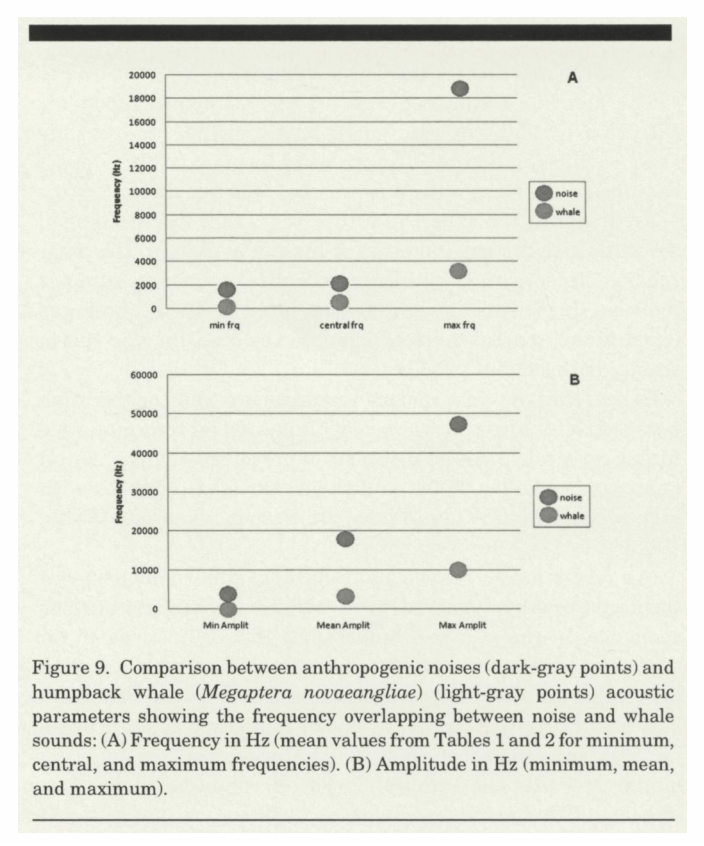 A
20000
18000
16000
14000
12000
10000
8000
6000
4000
2000
0
Frequency (Hz)
min frq
central frq
max frq
noise
whale
B
60000
50000
40000
30000
20000
10000
0
Frequency (Hz)
Min Amplit
Mean Amplit
Max Amplit
noise
whale
Figure 9. Comparison between anthropogenic noises (dark-gray points) and
humpback whale (Megaptera novaeangliae) (light-gray points) acoustic
parameters showing the frequency overlapping between noise and whale
sounds: (A) Frequency in Hz (mean values from Tables 1 and 2 for minimum,
central, and maximum frequencies). (B) Amplitude in Hz (minimum, mean,
and maximum).